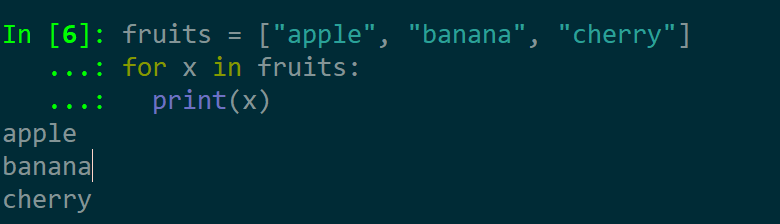 In [6]: fruits = ["apple", "banana", "cherry"]
   ...: for x in fruits:
   ...:   print(x)
apple
banana
cherry